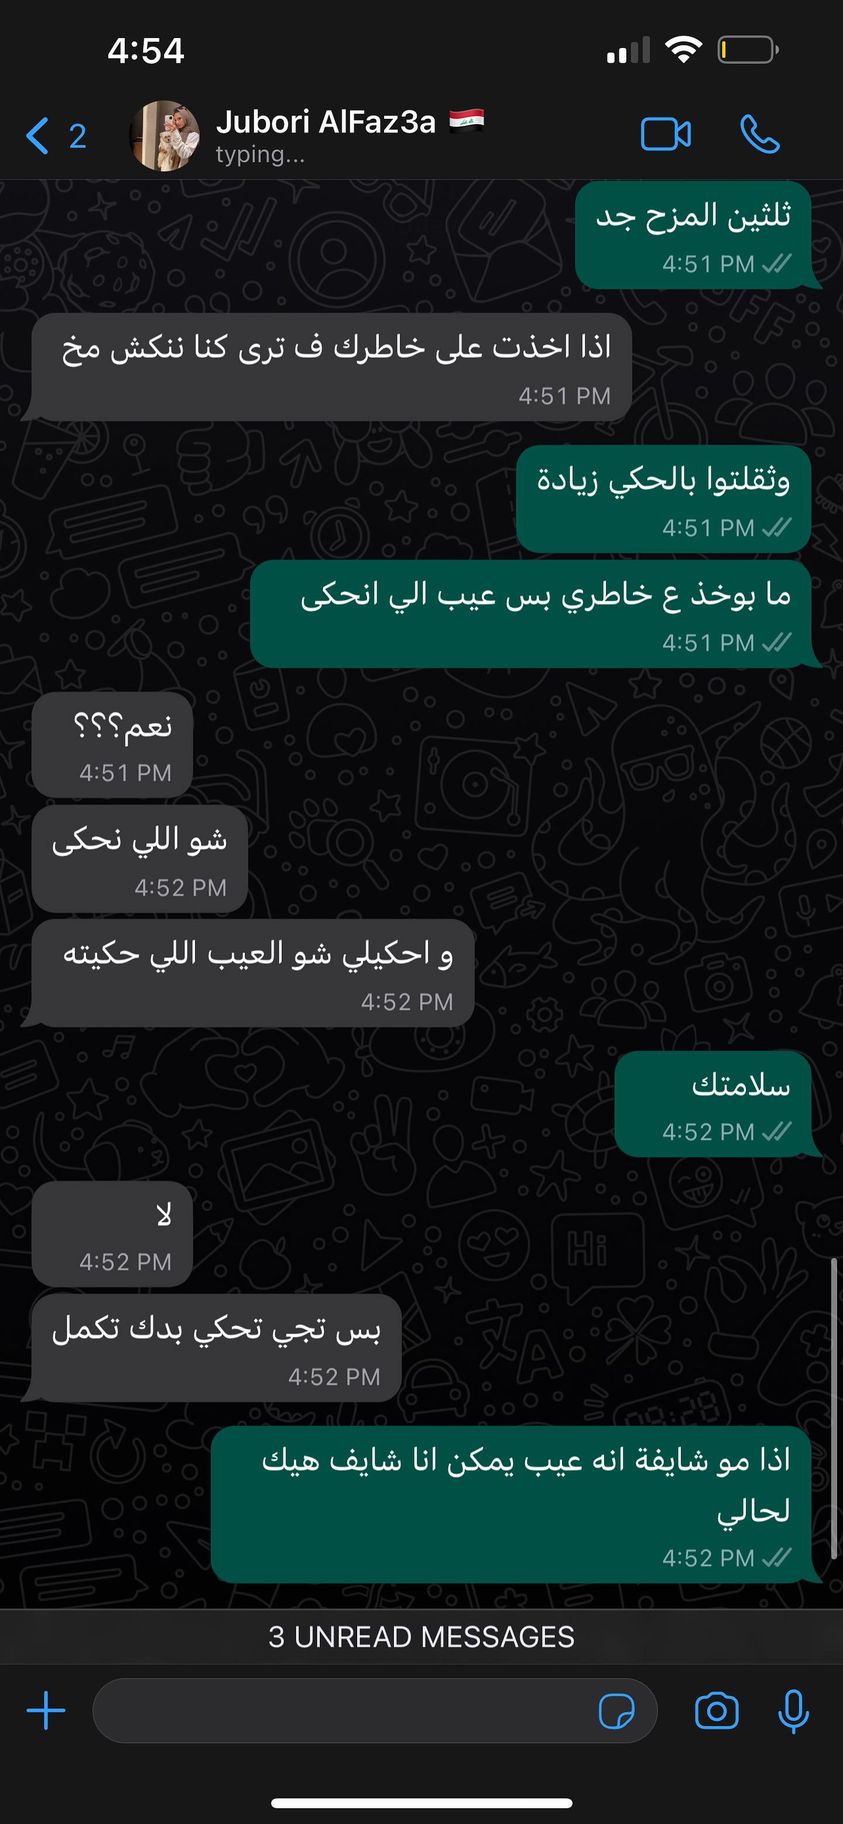 4:54
2
Jubori AlFaz3a 🇮🇶
typing...
ثلثين المزح جد
4:51 PM
اذا اخذت على خاطرك ف ترى كنا ننكش مخ
4:51 PM
وثقلتوا بالحكي زيادة
4:51 PM
ما بوخذ ع خاطري بس عيب الي انحكى
4:51 PM
نعم؟؟؟
4:51 PM
شو اللي نحكى
4:52 PM
و احكيلي شو العيب اللي حكيته
4:52 PM
سلامتك
4:52 PM
لا
4:52 PM
بس تجي تحكي بدك تكمل
4:52 PM
اذا مو شايفة انه عيب يمكن انا شايف هيك
لحالي
4:52 PM
3 UNREAD MESSAGES